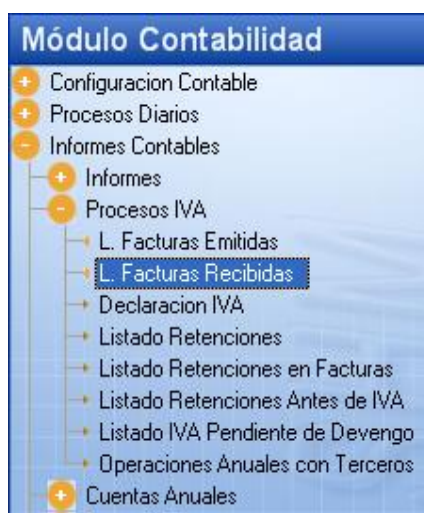 Módulo Contabilidad
Configuracion Contable
Procesos Diarios
Informes Contables
Informes
Procesos IVA
L. Facturas Emitidas
L. Facturas Recibidas
Declaracion IVA
Listado Retenciones
Listado Retenciones en Facturas
Listado Retenciones Antes de IVA
Listado IVA Pendiente de Devengo
Operaciones Anuales con Terceros
Cuentas Anuales